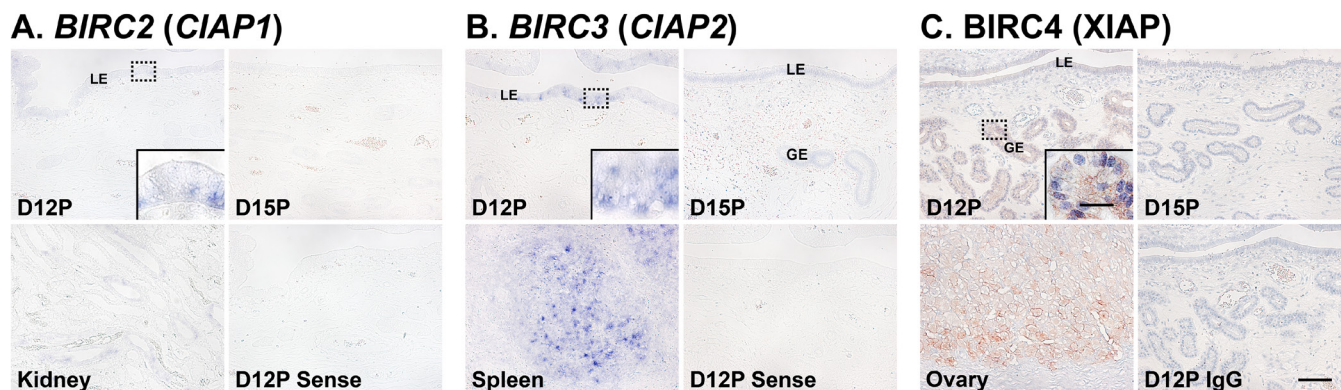 A. BIRC2 (CIAP1)
LE
D12P
D15P
Kidney
D12P Sense
B. BIRC3 (CIAP2)
LE
D12P
LE
GE
D15P
Spleen
D12P Sense
C. BIRC4 (XIAP)
LE
GE
D12P
D15P
Ovary
D12P IgG